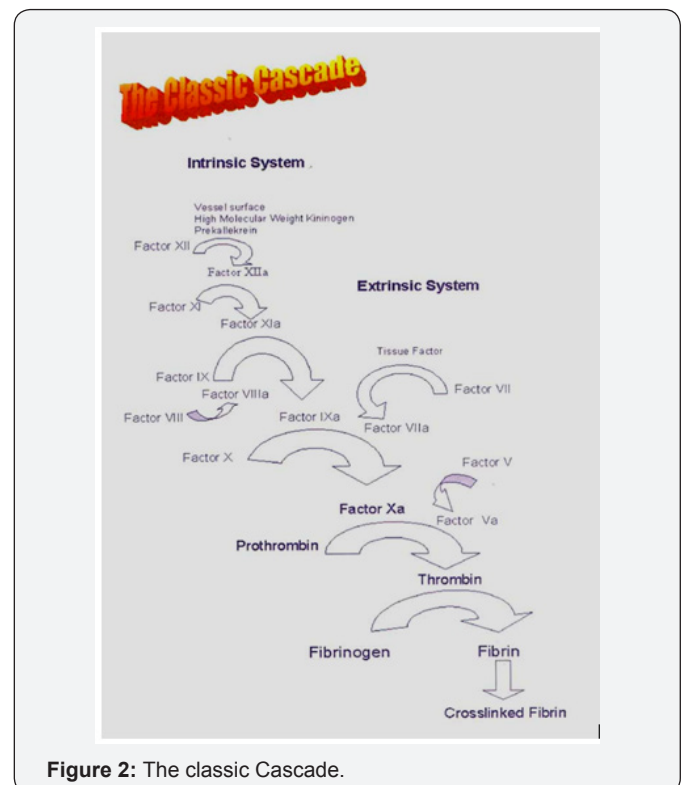 The Classic Cascade
Intrinsic System
Vessel surface
High Molecular Weight Kininogen
Prekallekrein
Factor XII
Factor XIIa
Extrinsic System
Factor XI
Factor XIa
Tissue Factor
Factor IX
Factor VII
Factor VIIIa
Factor VIII
Factor IXa
Factor VIIa
Factor X
Factor V
Factor Xa
Factor Va
Prothrombin
Thrombin
Fibrinogen
Fibrin
Crosslinked Fibrin
Figure 2: The classic Cascade.